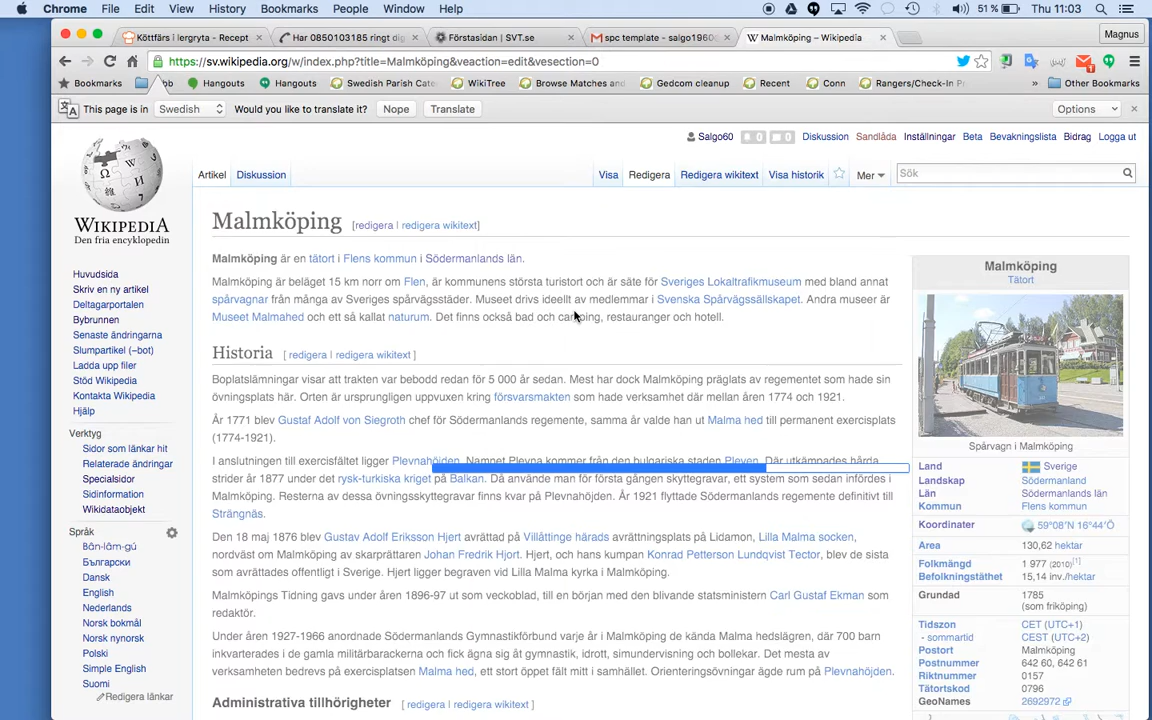 Chrome File Edit View History Bookmarks People Window Help 51 % Thu 11:03
Köttfärs i lergryta - Recept
Har 0850103185 ringt dig
Förstasidan | SVT.se
spc template - salgo1960
Malmköping – Wikipedia
Magnus
https://sv.wikipedia.org/w/index.php?title=Malmköping&veaction=edit&vesection=0
Bookmarks Hangouts Hangouts Swedish Parish Cate WikiTree Browse Matches and Gedcom cleanup Recent Conn Rangers/Check-In Pr » Other Bookmarks
This page is in Swedish Would you like to translate it? Nope Translate Options
Salgo60 0 0 Diskussion Sandlåda Inställningar Beta Bevakningslista Bidrag Logga ut
Artikel Diskussion Visa Redigera Redigera wikitext Visa historik Mer Sök
WIKIPEDIA
Den fria encyklopedin
Huvudsida
Skriv en ny artikel
Deltagarportalen
Bybrunnen
Senaste ändringarna
Slumpartikel (–bot)
Ladda upp filer
Stöd Wikipedia
Kontakta Wikipedia
Hjälp
Verktyg
Sidor som länkar hit
Relaterade ändringar
Specialsidor
Sidinformation
Wikidataobjekt
Språk
Bân-lâm-gú
Български
Dansk
English
Nederlands
Norsk bokmål
Norsk nynorsk
Polski
Simple English
Suomi
Redigera länkar
Malmköping [redigera | redigera wikitext]
Malmköping är en tätort i Flens kommun i Södermanlands län.
Malmköping är beläget 15 km norr om Flen, är kommunens största turistort och är säte för Sveriges Lokaltrafikmuseum med bland annat
spårvagnar från många av Sveriges spårvägsstäder. Museet drivs ideellt av medlemmar i Svenska Spårvägssällskapet. Andra museer är
Museet Malmahed och ett så kallat naturum. Det finns också bad och camping, restauranger och hotell.
Historia [ redigera | redigera wikitext ]
Boplatslämningar visar att trakten var bebodd redan för 5 000 år sedan. Mest har dock Malmköping präglats av regementet som hade sin
övningsplats här. Orten är ursprungligen uppvuxen kring försvarsmakten som hade verksamhet där mellan åren 1774 och 1921.
År 1771 blev Gustaf Adolf von Siegroth chef för Södermanlands regemente, samma år valde han ut Malma hed till permanent exercisplats
(1774-1921).
I anslutningen till exercisfältet ligger Plevnahöjden. Namnet Plevna kommer från den bulgariska staden Pleven. Där utkämpades hårda
strider år 1877 under det rysk-turkiska kriget på Balkan. Då använde man för första gången skyttegravar, ett system som sedan infördes i
Malmköping. Resterna av dessa övningsskyttegravar finns kvar på Plevnahöjden. År 1921 flyttade Södermanlands regemente definitivt till
Strängnäs.
Den 18 maj 1876 blev Gustav Adolf Eriksson Hjert avrättad på Villåttinge härads avrättningsplats på Lidamon, Lilla Malma socken,
nordväst om Malmköping av skarprättaren Johan Fredrik Hjort. Hjert, och hans kumpan Konrad Petterson Lundqvist Tector, blev de sista
som avrättades offentligt i Sverige. Hjert ligger begraven vid Lilla Malma kyrka i Malmköping.
Malmköpings Tidning gavs under åren 1896-97 ut som veckoblad, till en början med den blivande statsministern Carl Gustaf Ekman som
redaktör.
Under åren 1927-1966 anordnade Södermanlands Gymnastikförbund varje år i Malmköping de kända Malma hedslägren, där 700 barn
inkvarterades i de gamla militärbarackerna och fick ägna sig åt gymnastik, idrott, simundervisning och bollekar. Det mesta av
verksamheten bedrevs på exercisplatsen Malma hed, ett stort öppet fält mitt i samhället. Orienteringsövningar ägde rum på Plevnahöjden.
Administrativa tillhörigheter [ redigera | redigera wikitext ]
Malmköping
Tätort
Spårvagn i Malmköping
Land Sverige
Landskap Södermanland
Län Södermanlands län
Kommun Flens kommun
Koordinater 59°08′N 16°44′Ö
Area 130,62 hektar
Folkmängd 1 977 (2010)[1]
Befolkningstäthet 15,14 inv./hektar
Grundad 1785
(som friköping)
Tidszon CET (UTC+1)
- sommartid CEST (UTC+2)
Postort Malmköping
Postnummer 642 60, 642 61
Riktnummer 0157
Tätortskod 0796
GeoNames 2692972